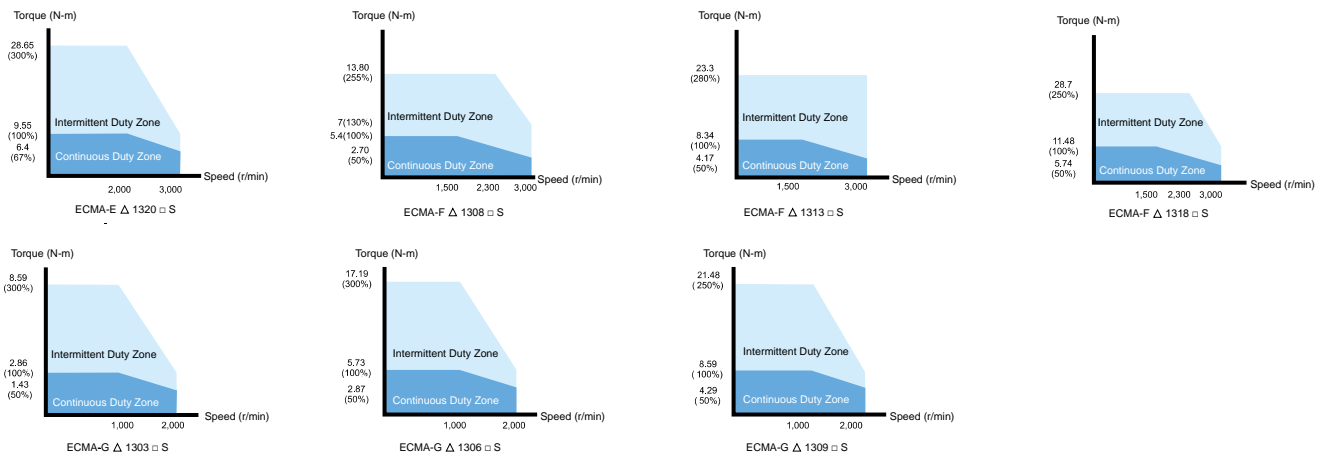 Torque (N-m)
28.65
(300%)
9.55
(100%)
6.4
(67%)
Intermittent Duty Zone
Continuous Duty Zone
2,000 3,000
Speed (r/min)
ECMA-E △ 1320 □ S
-
Torque (N-m)
13.80
(255%)
7(130%)
5.4(100%)
2.70
(50%)
Intermittent Duty Zone
Continuous Duty Zone
1,500 2,300 3,000
Speed (r/min)
ECMA-F △ 1308 □ S
Torque (N-m)
23.3
(280%)
8.34
(100%)
4.17
(50%)
Intermittent Duty Zone
Continuous Duty Zone
1,500 3,000
Speed (r/min)
ECMA-F △ 1313 □ S
Torque (N-m)
28.7
(250%)
11.48
(100%)
5.74
(50%)
Intermittent Duty Zone
Continuous Duty Zone
1,500 2,300 3,000
Speed (r/min)
ECMA-F △ 1318 □ S
Torque (N-m)
8.59
(300%)
2.86
(100%)
1.43
(50%)
Intermittent Duty Zone
Continuous Duty Zone
1,000 2,000
Speed (r/min)
ECMA-G △ 1303 □ S
Torque (N-m)
17.19
(300%)
5.73
(100%)
2.87
(50%)
Intermittent Duty Zone
Continuous Duty Zone
1,000 2,000
Speed (r/min)
ECMA-G △ 1306 □ S
Torque (N-m)
21.48
( 250%)
8.59
( 100%)
4.29
( 50%)
Intermittent Duty Zone
Continuous Duty Zone
1,000 2,000
Speed (r/min)
ECMA-G △ 1309 □ S